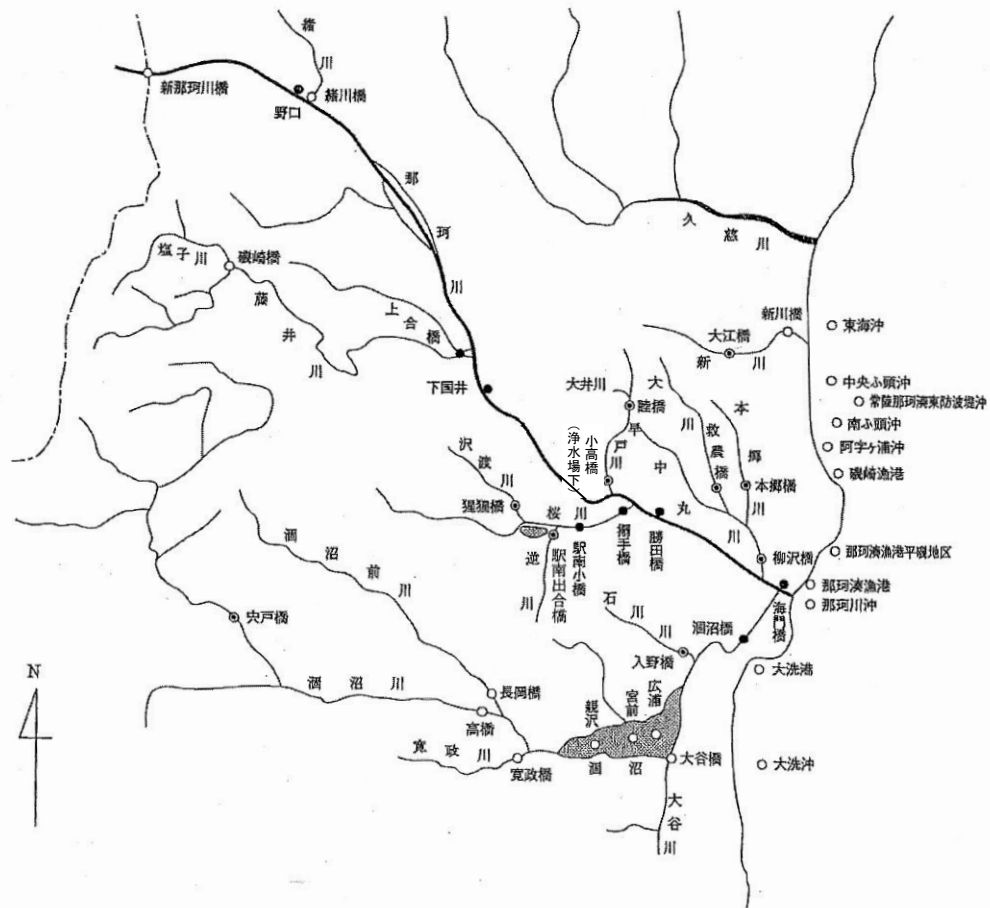 緒川
新那珂川橋
緒川橋
野口
那珂川
久慈川
塩子川
磯崎橋
藤井川
上合橋
新川橋
大江橋
新川
東海沖
中央ふ頭沖
常陸那珂湊東防波堤沖
南ふ頭沖
阿字ヶ浦沖
磯崎漁港
下国井
大井川
睦橋
早戸川
大川
救農橋
本郷川
本郷橋
小高橋
(浄水場下)
中丸川
沢渡川
猩猩橋
桜川
逆川
駅南出合橋
駅南小橋
搦手橋
勝田橋
柳沢橋
那珂湊漁港平磯地区
海門橋
那珂湊漁港
那珂川沖
涸沼前川
宍戸橋
石川川
涸沼橋
入野橋
大洗港
N
涸沼川
長岡橋
高橋
親沢
宮前
広浦
寛政川
寛政橋
涸沼
大谷橋
大洗沖
大谷川